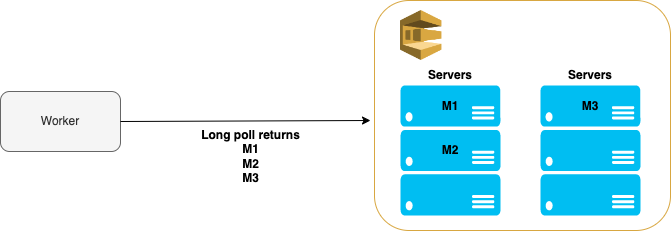 Worker
Long poll returns
M1
M2
M3
Servers
Servers
M1
M3
M2